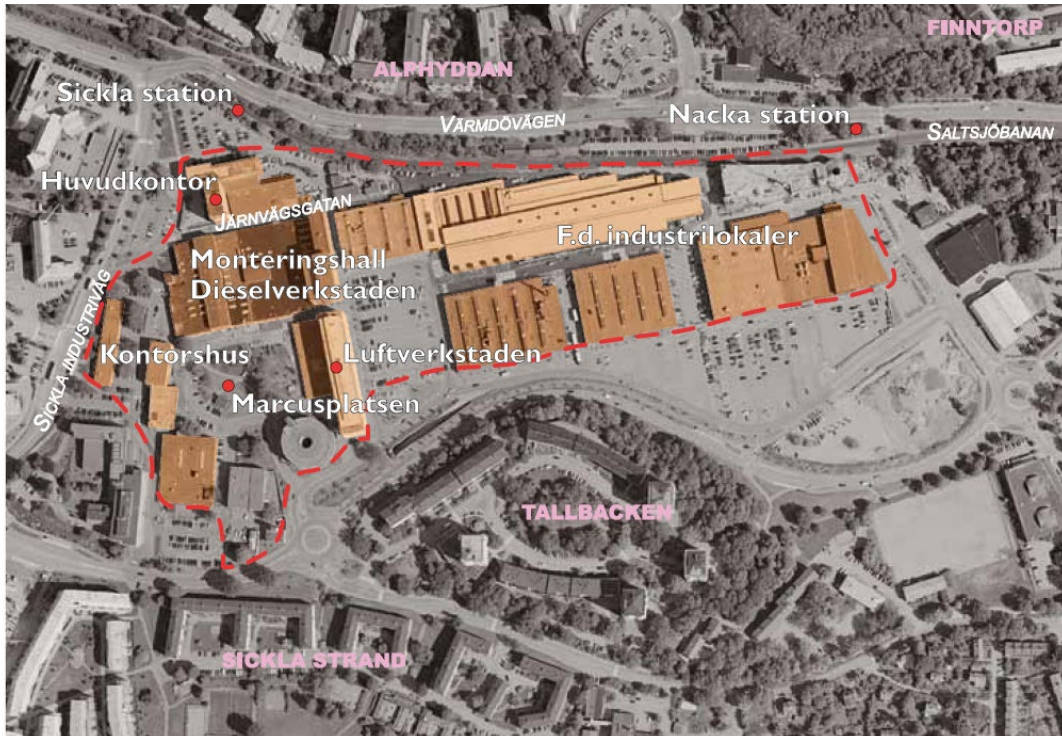 FINNTORP
ALPHYDDAN
Sickla station
VÄRMDÖVÄGEN
Nacka station
SALTSJÖBANAN
Huvudkontor
JÄRNVÄGSGATAN
F.d. industrilokaler
Monteringshall
Dieselverkstaden
Kontorshus
Luftverkstaden
SICKLA INDUSTRIVÄG
Marcusplatsen
TALLBACKEN
SICKLA STRAND